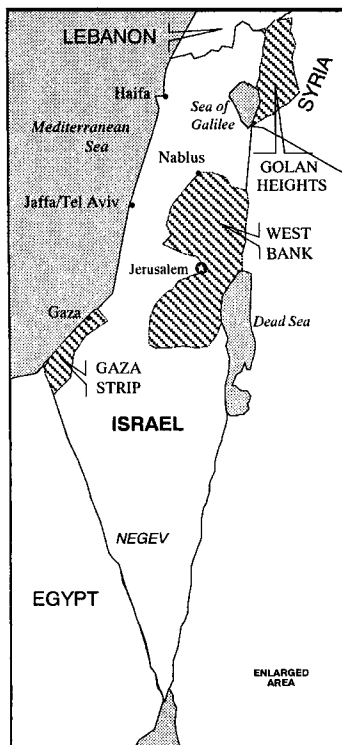 LEBANON
SYRIA
Haifa
Sea of
Galilee
Mediterranean
Sea
Nablus
GOLAN
HEIGHTS
Jaffa/Tel Aviv
WEST
BANK
Jerusalem
Gaza
Dead Sea
GAZA
STRIP
ISRAEL
NEGEV
EGYPT
ENLARGED
AREA